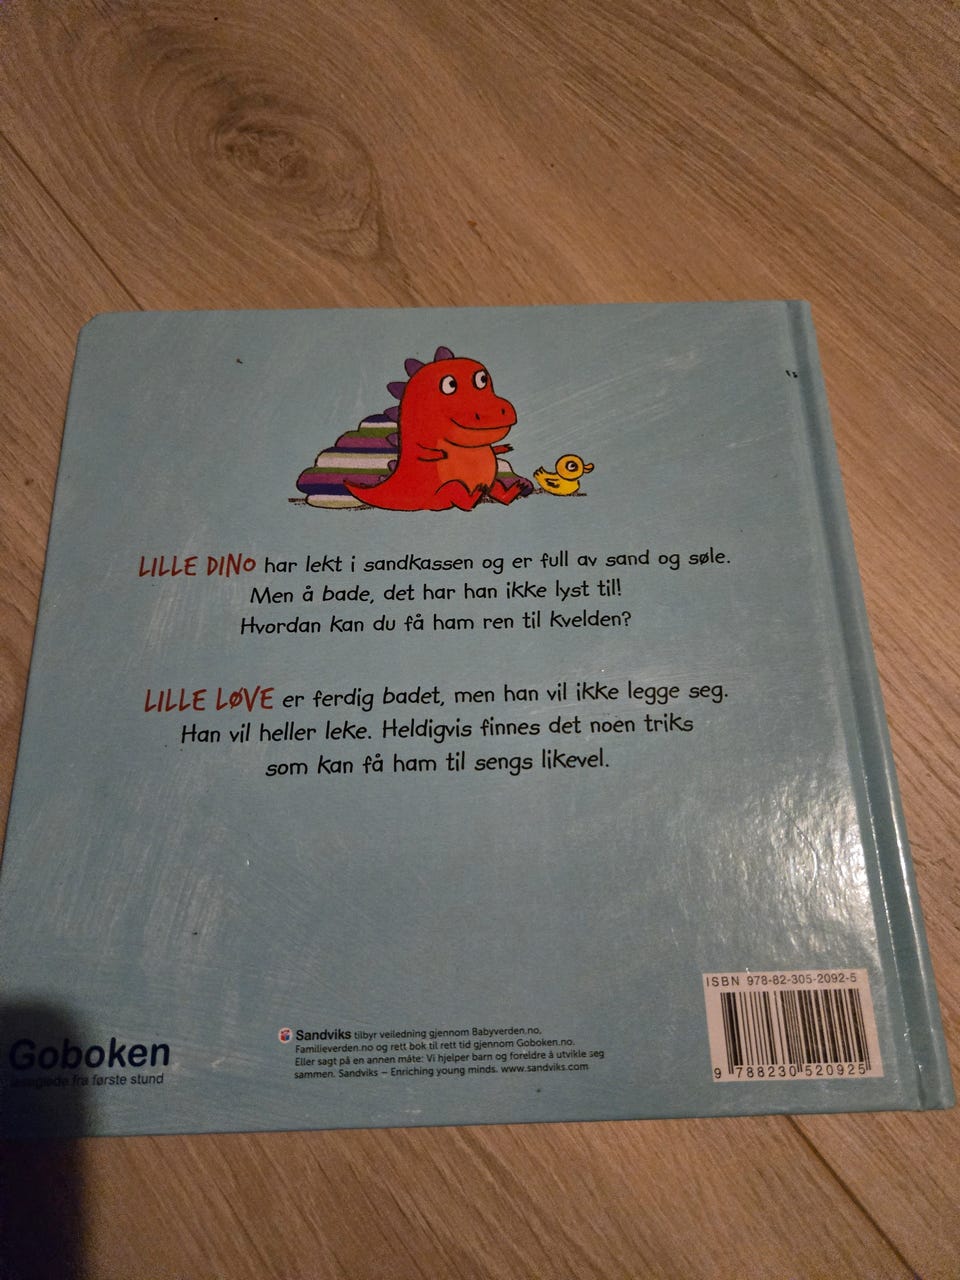 LILLE DINO har lekt i sandkassen og er full av sand og søle.
Men å bade, det har han ikke lyst til!
Hvordan kan du få ham ren til kvelden?
LILLE LØVE er ferdig badet, men han vil ikke legge seg.
Han vil heller leke. Heldigvis finnes det noen triks
som kan få ham til sengs likevel.
Goboken
fra første stund
Sandviks tilbyr veiledning gjennom Babyverden.no,
Familieverden.no og rett bok til rett tid gjennom Goboken.no.
Eller sagt på en annen måte: Vi hjelper barn og foreldre å utvikle seg
sammen. Sandviks – Enriching young minds. www.sandviks.com
ISBN 978-82-305-2092-5
9 788230 520925